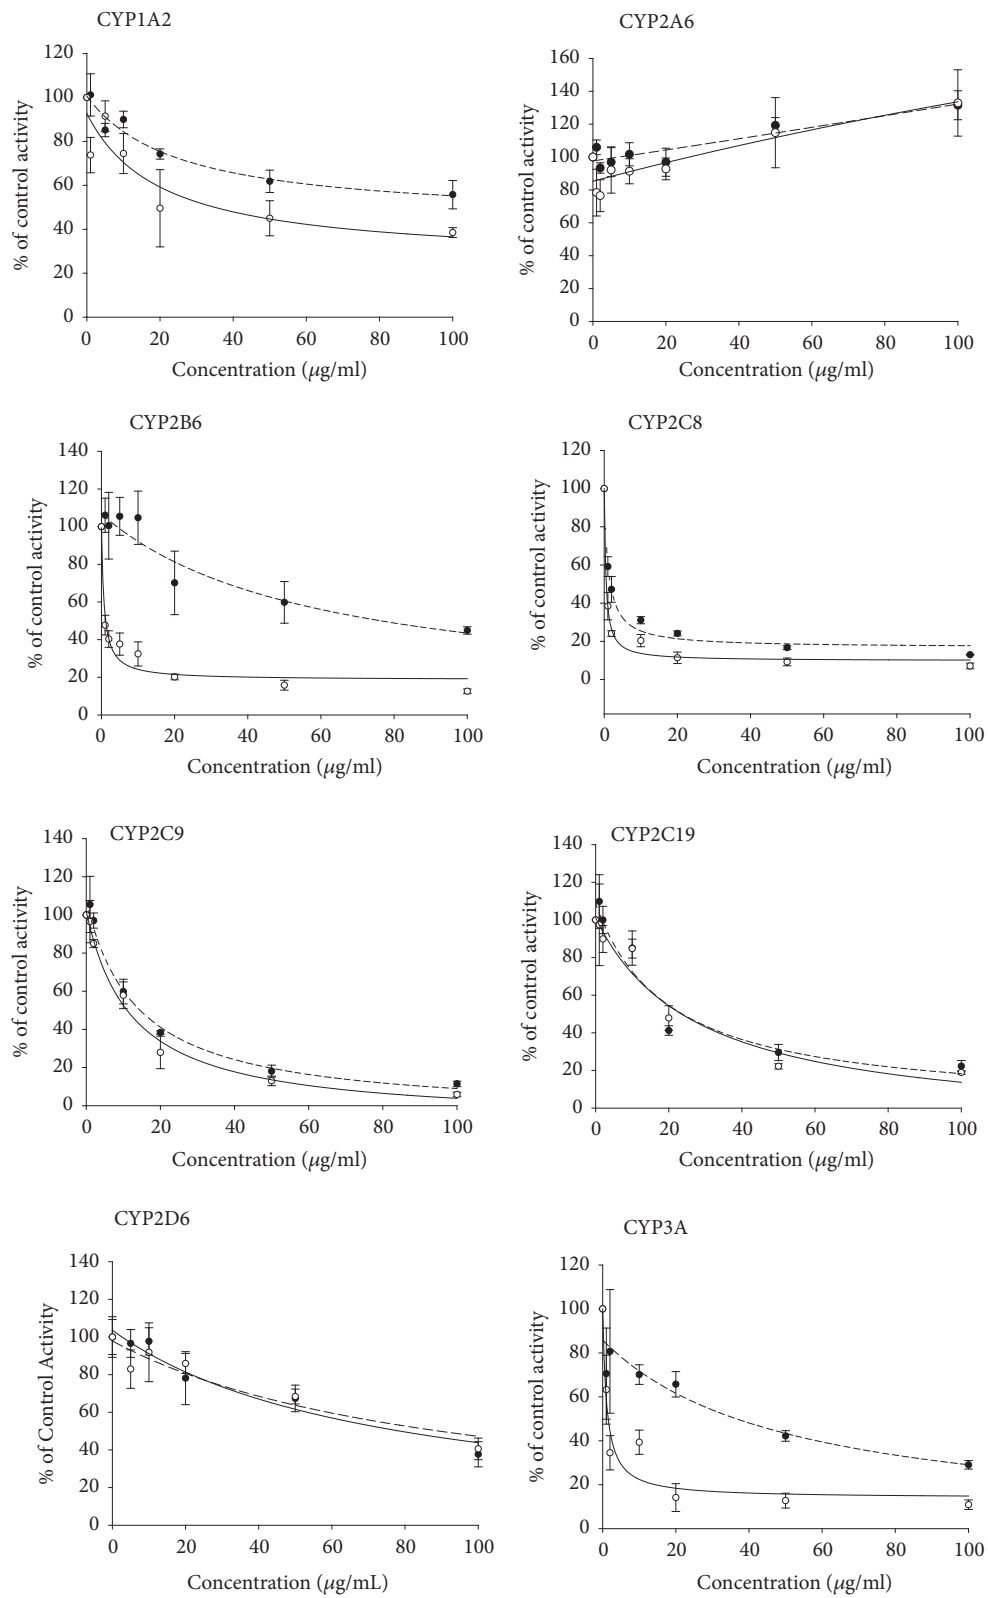 CYP1A2
120
100
80
60
40
20
0
% of control activity
0 20 40 60 80 100
Concentration (μg/ml)
CYP2A6
160
140
120
100
80
60
40
20
0
% of control activity
0 20 40 60 80 100
Concentration (μg/ml)
CYP2B6
140
120
100
80
60
40
20
0
% of control activity
0 20 40 60 80 100
Concentration (μg/ml)
CYP2C8
120
100
80
60
40
20
0
% of control activity
0 20 40 60 80 100
Concentration (μg/ml)
CYP2C9
140
120
100
80
60
40
20
0
% of control activity
0 20 40 60 80 100
Concentration (μg/ml)
CYP2C19
140
120
100
80
60
40
20
0
% of control activity
0 20 40 60 80 100
Concentration (μg/ml)
CYP2D6
140
120
100
80
60
40
20
0
% of Control Activity
0 20 40 60 80 100
Concentration (μg/mL)
CYP3A
120
100
80
60
40
20
0
% of control activity
0 20 40 60 80 100
Concentration (μg/ml)